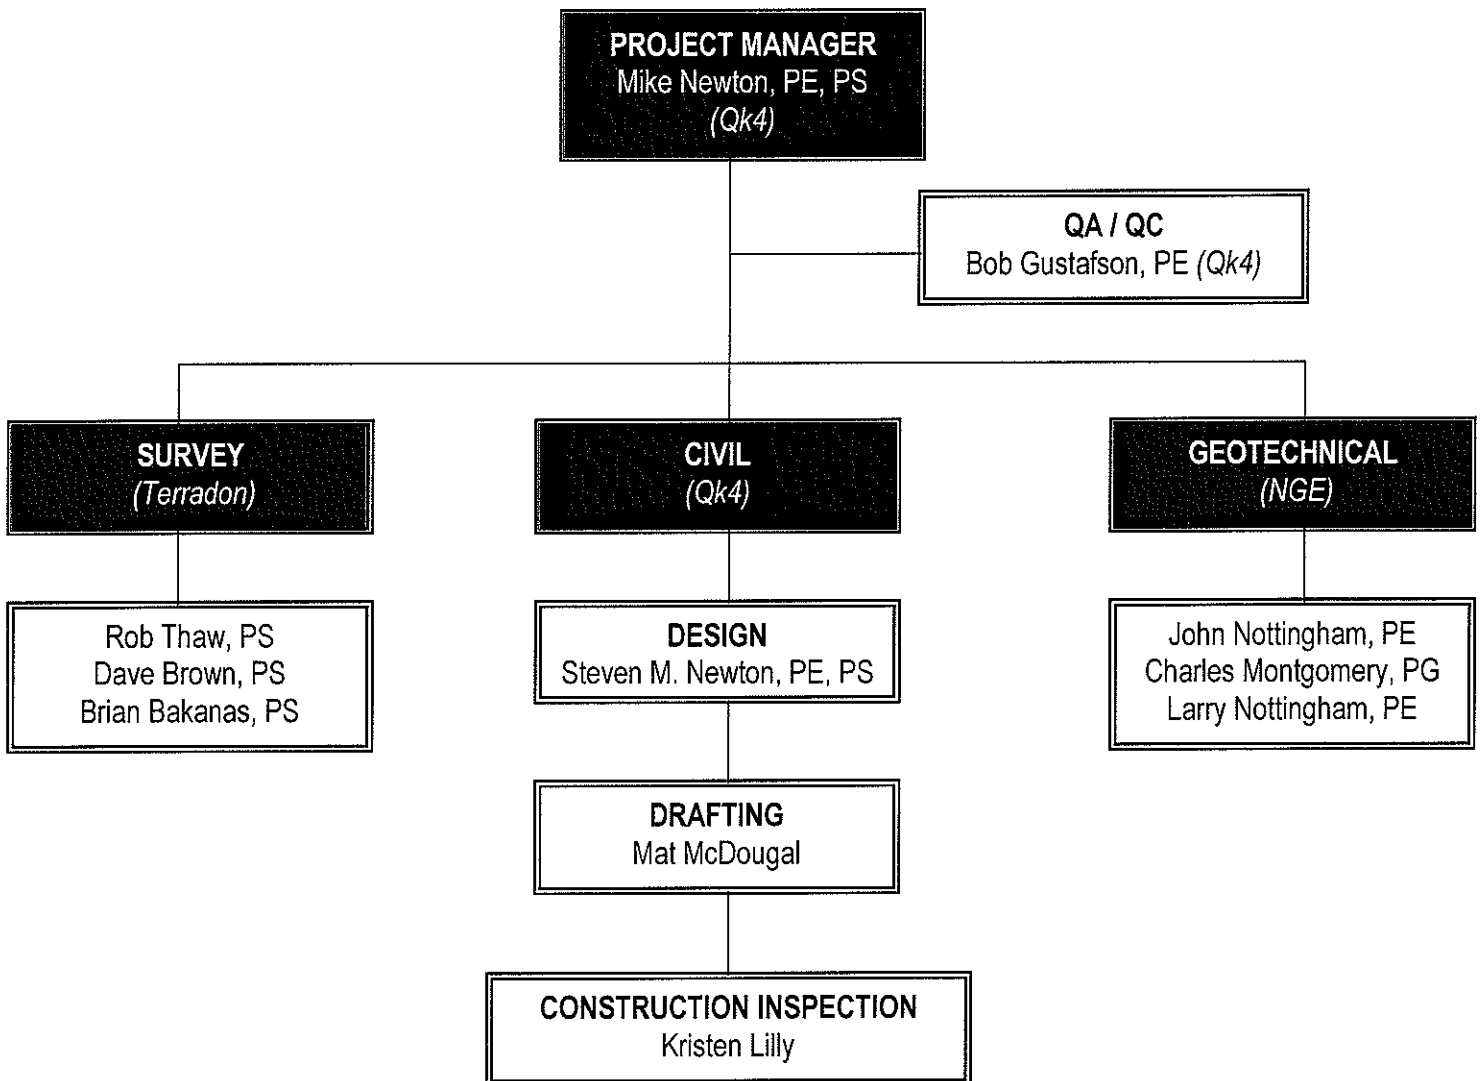 PROJECT MANAGER
Mike Newton, PE, PS
(Qk4)
QA / QC
Bob Gustafson, PE (Qk4)
SURVEY
(Terradon)
CIVIL
(Qk4)
GEOTECHNICAL
(NGE)
Rob Thaw, PS
Dave Brown, PS
Brian Bakanas, PS
DESIGN
Steven M. Newton, PE, PS
John Nottingham, PE
Charles Montgomery, PG
Larry Nottingham, PE
DRAFTING
Mat McDougal
CONSTRUCTION INSPECTION
Kristen Lilly